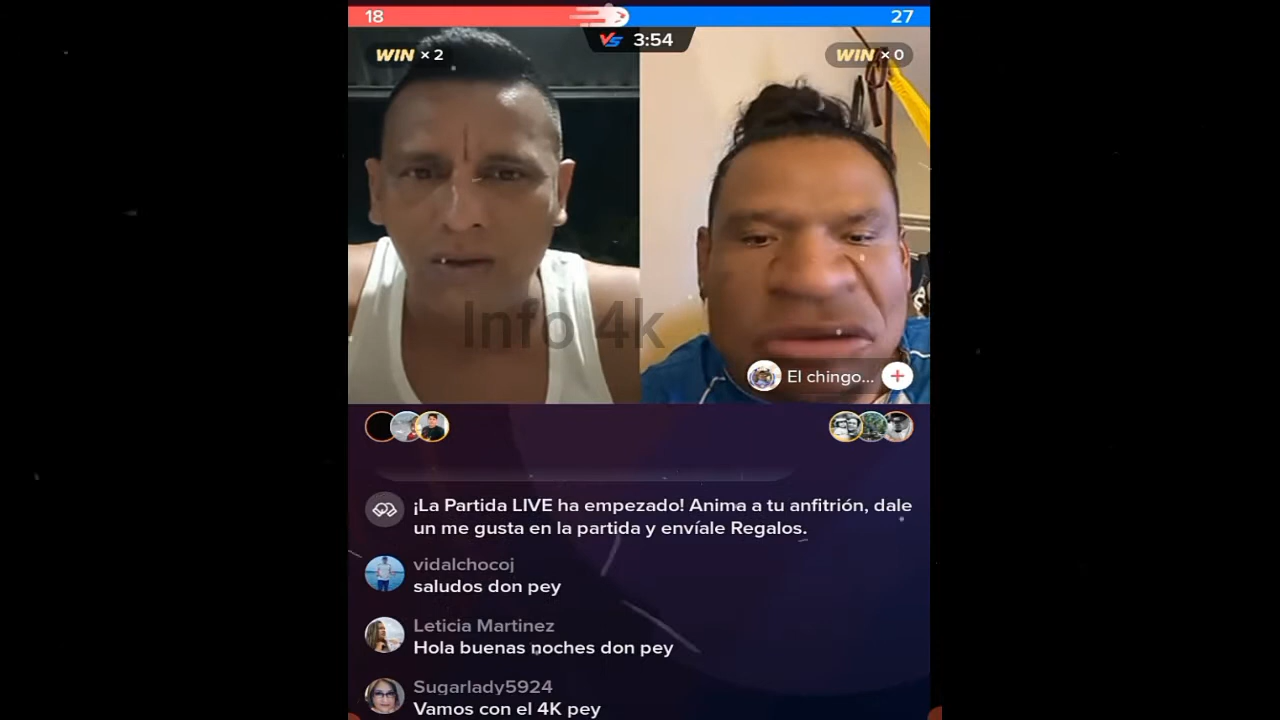 18
27
VS 3:54
WIN × 2
WIN × 0
Info 4k
El chingo...
¡La Partida LIVE ha empezado! Anima a tu anfitrión, dale
un me gusta en la partida y envíale Regalos.
vidalchocoj
saludos don pey
Leticia Martinez
Hola buenas noches don pey
Sugarlady5924
Vamos con el 4K pey